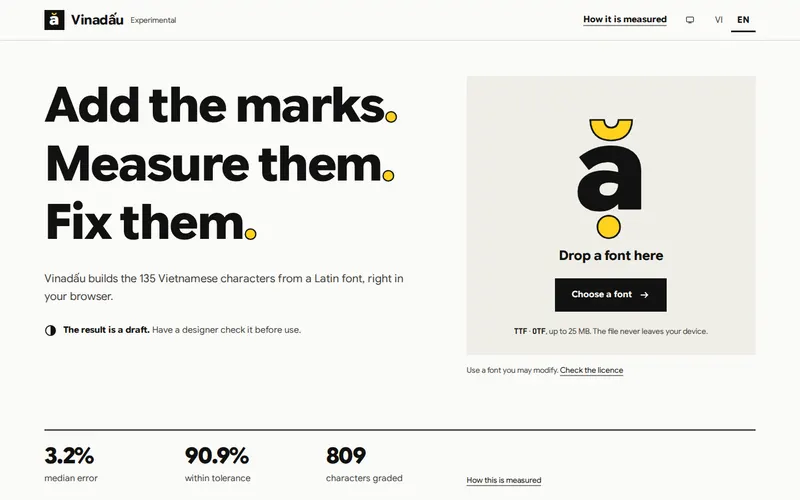 ă Vinadấu Experimental
How it is measured
VI
EN
Add the marks.
Measure them.
Fix them.
Vinadấu builds the 135 Vietnamese characters from a Latin font, right in
your browser.
The result is a draft. Have a designer check it before use.
ặ
Drop a font here
Choose a font →
TTF · OTF, up to 25 MB. The file never leaves your device.
Use a font you may modify. Check the licence
3.2%
median error
90.9%
within tolerance
809
characters graded
How this is measured